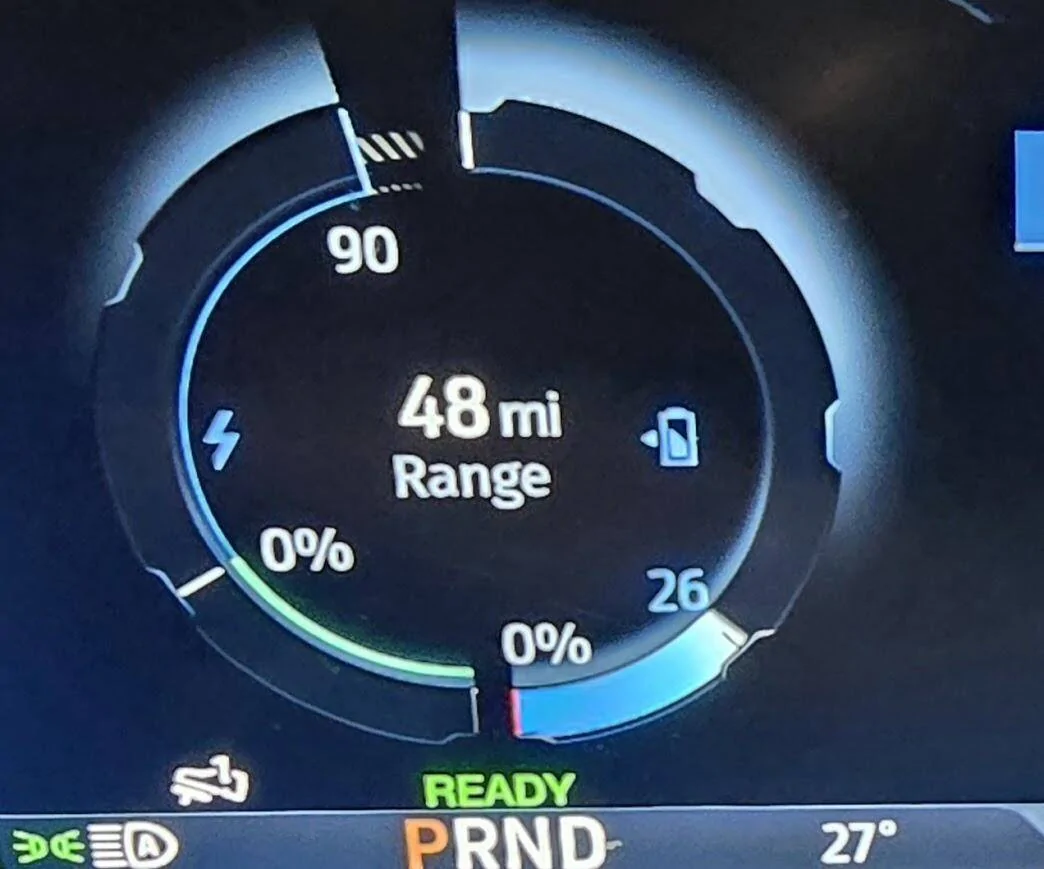 90
48 mi
Range
0%
26
0%
READY
A PRND 27°